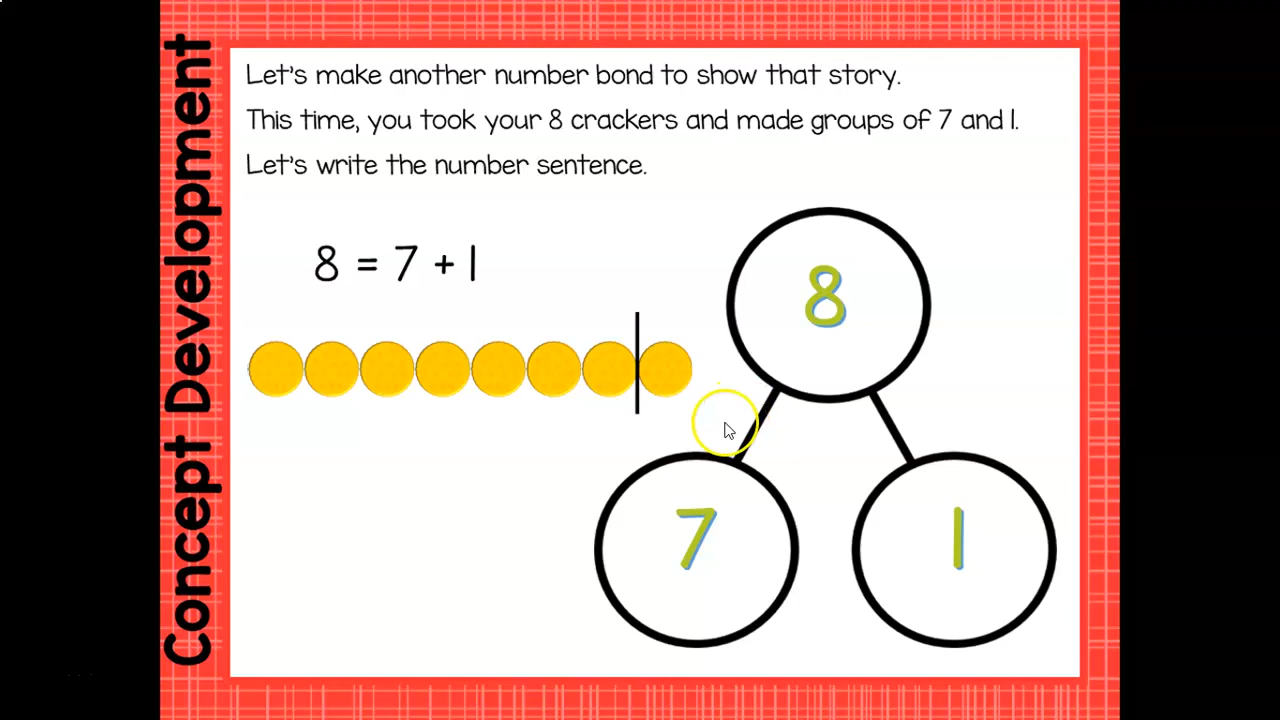 Concept Development
Let's make another number bond to show that story.
This time, you took your 8 crackers and made groups of 7 and 1.
Let's write the number sentence.
8 = 7 + 1
8
7
1